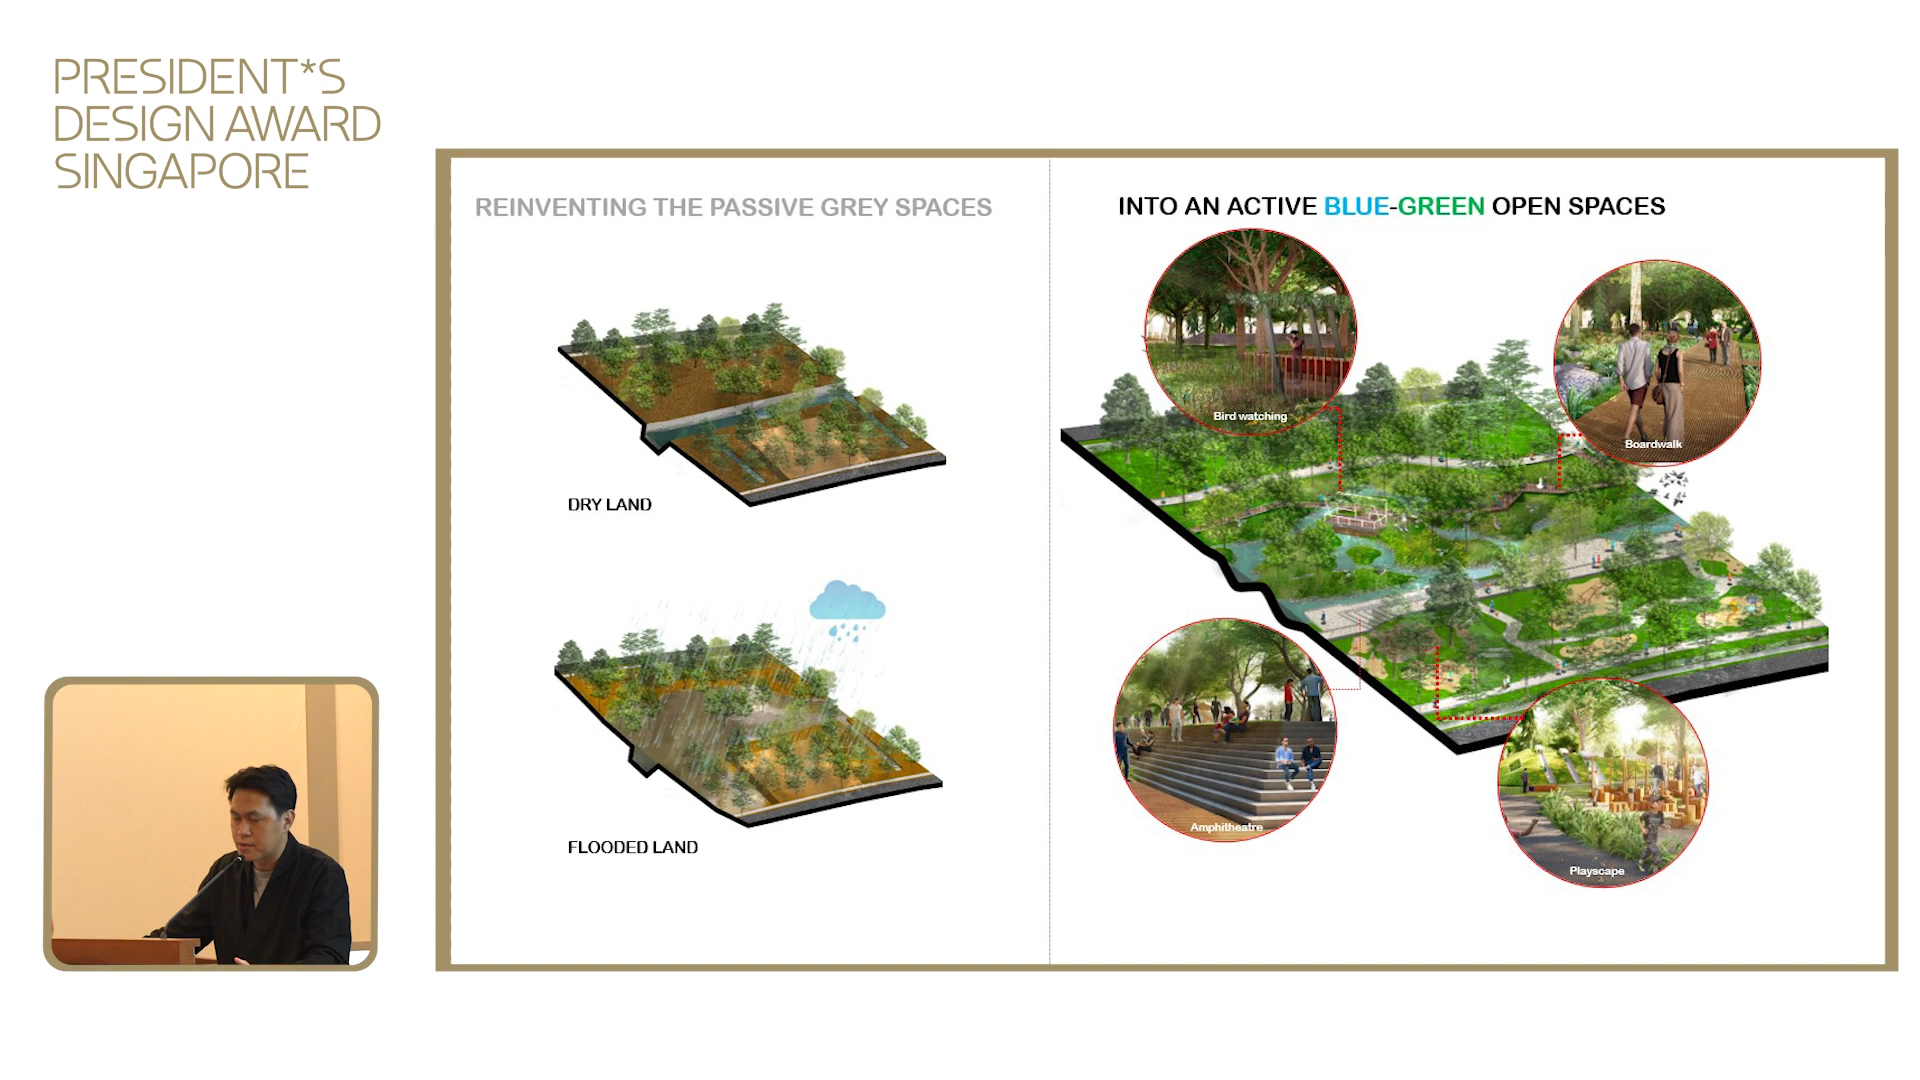 PRESIDENT*S
DESIGN AWARD
SINGAPORE
REINVENTING THE PASSIVE GREY SPACES
DRY LAND
FLOODED LAND
INTO AN ACTIVE BLUE-GREEN OPEN SPACES
Bird watching
Boardwalk
Amphitheatre
Playscape